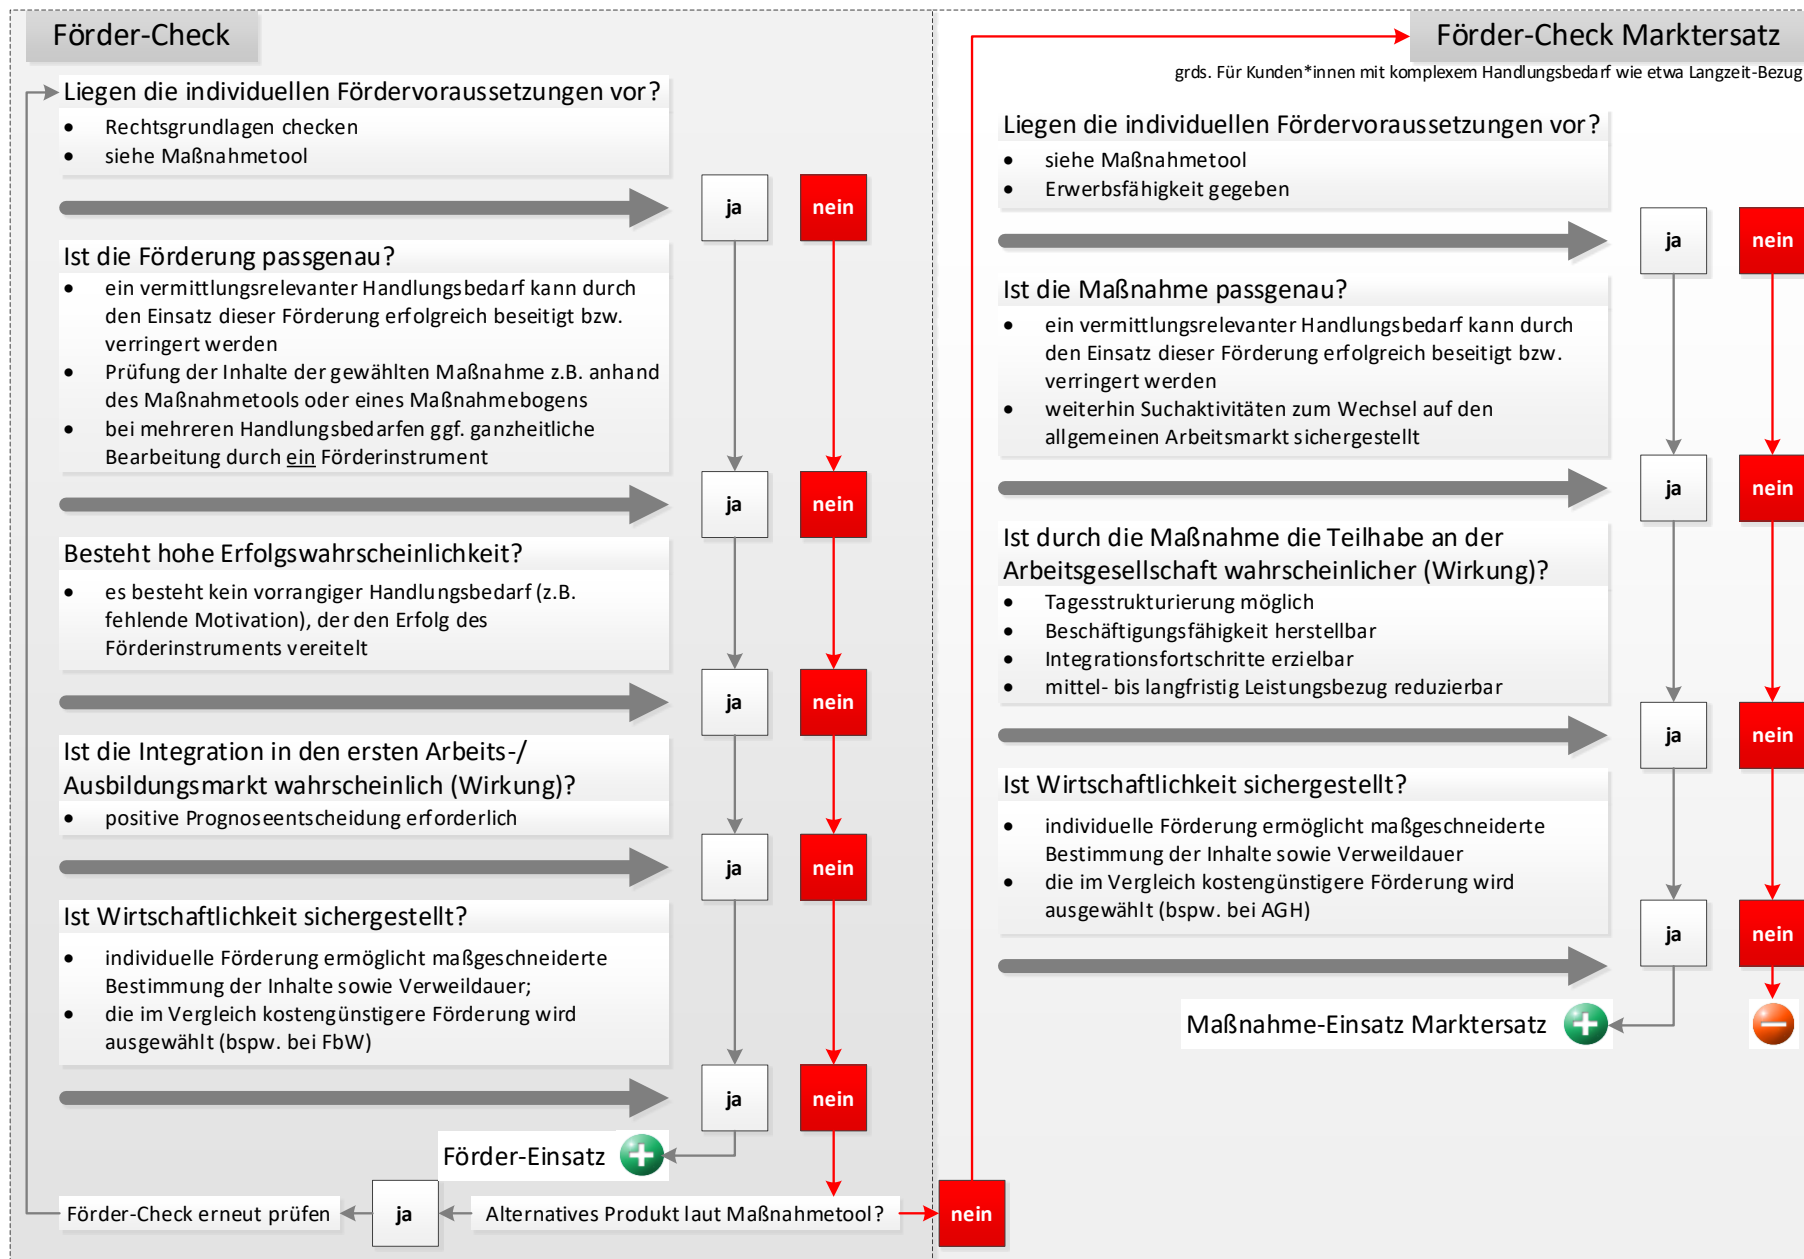 Förder-Check
Liegen die individuellen Fördervoraussetzungen vor?
• Rechtsgrundlagen checken
• siehe Maßnahmetool
ja
nein
Ist die Förderung passgenau?
• ein vermittlungsrelevanter Handlungsbedarf kann durch
den Einsatz dieser Förderung erfolgreich beseitigt bzw.
verringert werden
• Prüfung der Inhalte der gewählten Maßnahme z.B. anhand
des Maßnahmetools oder eines Maßnahmebogens
• bei mehreren Handlungsbedarfen ggf. ganzheitliche
Bearbeitung durch ein Förderinstrument
ja
nein
Besteht hohe Erfolgswahrscheinlichkeit?
• es besteht kein vorrangiger Handlungsbedarf (z.B.
fehlende Motivation), der den Erfolg des
Förderinstruments vereitelt
ja
nein
Ist die Integration in den ersten Arbeits-/
Ausbildungsmarkt wahrscheinlich (Wirkung)?
• positive Prognoseentscheidung erforderlich
ja
nein
Ist Wirtschaftlichkeit sichergestellt?
• individuelle Förderung ermöglicht maßgeschneiderte
Bestimmung der Inhalte sowie Verweildauer;
• die im Vergleich kostengünstigere Förderung wird
ausgewählt (bspw. bei FbW)
ja
nein
Förder-Einsatz
Förder-Check erneut prüfen
ja
Alternatives Produkt laut Maßnahmetool?
nein
Förder-Check Marktersatz
grds. Für Kunden*innen mit komplexem Handlungsbedarf wie etwa Langzeit-Bezug
Liegen die individuellen Fördervoraussetzungen vor?
• siehe Maßnahmetool
• Erwerbsfähigkeit gegeben
ja
nein
Ist die Maßnahme passgenau?
• ein vermittlungsrelevanter Handlungsbedarf kann durch
den Einsatz dieser Förderung erfolgreich beseitigt bzw.
verringert werden
• weiterhin Suchaktivitäten zum Wechsel auf den
allgemeinen Arbeitsmarkt sichergestellt
ja
nein
Ist durch die Maßnahme die Teilhabe an der
Arbeitsgesellschaft wahrscheinlicher (Wirkung)?
• Tagesstrukturierung möglich
• Beschäftigungsfähigkeit herstellbar
• Integrationsfortschritte erzielbar
• mittel- bis langfristig Leistungsbezug reduzierbar
ja
nein
Ist Wirtschaftlichkeit sichergestellt?
• individuelle Förderung ermöglicht maßgeschneiderte
Bestimmung der Inhalte sowie Verweildauer
• die im Vergleich kostengünstigere Förderung wird
ausgewählt (bspw. bei AGH)
ja
nein
Maßnahme-Einsatz Marktersatz